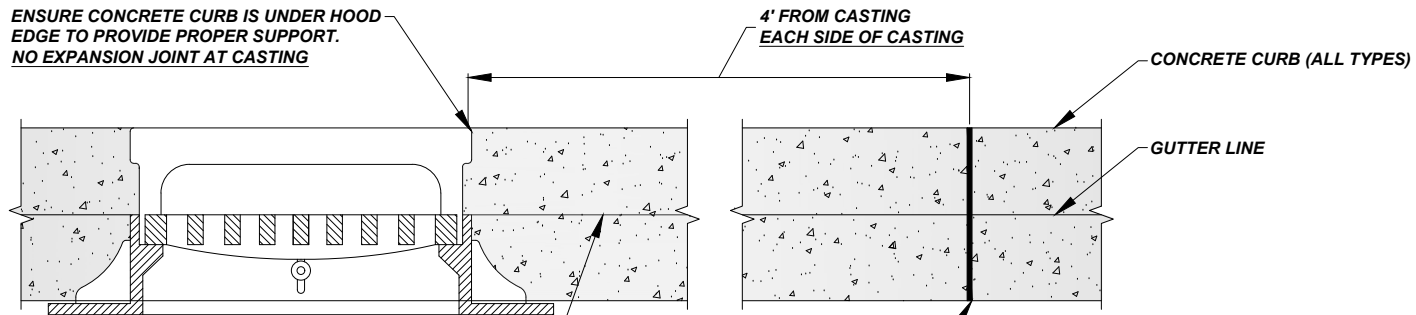 ENSURE CONCRETE CURB IS UNDER HOOD
EDGE TO PROVIDE PROPER SUPPORT.
NO EXPANSION JOINT AT CASTING
4' FROM CASTING
EACH SIDE OF CASTING
CONCRETE CURB (ALL TYPES)
GUTTER LINE